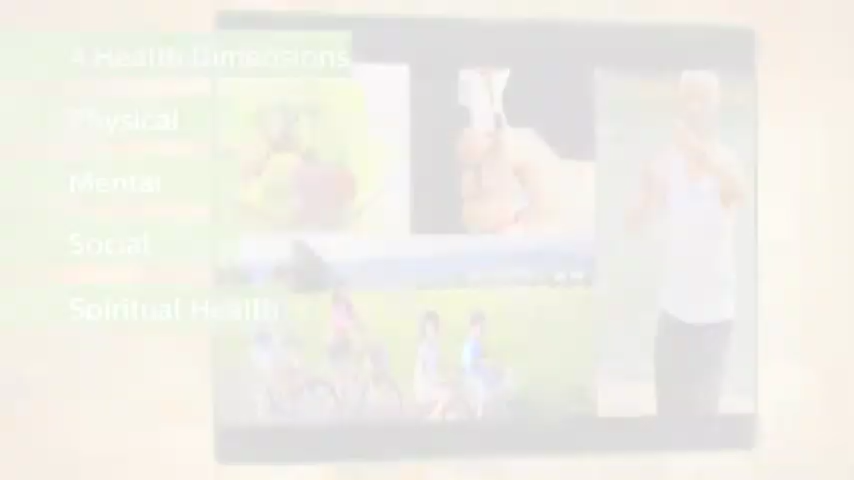 4 Health Dimensions
Physical
Mental
Social
Spiritual Health